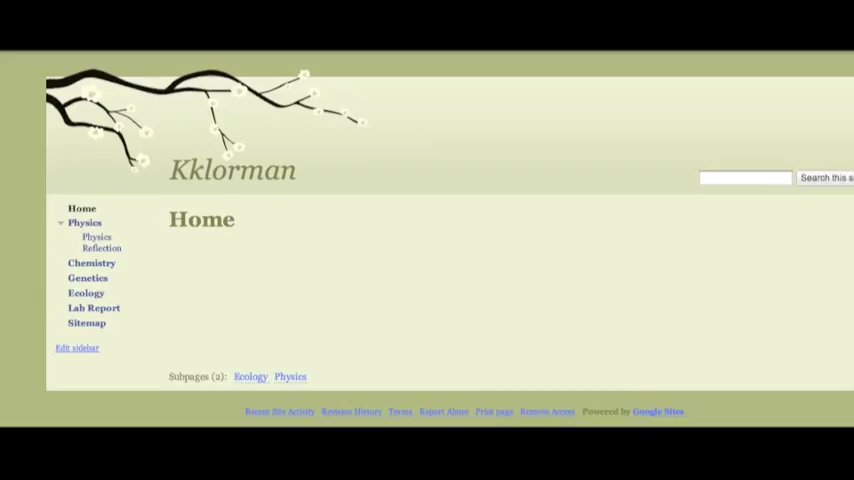 Kklorman
Search this
Home
Physics
Physics
Reflection
Chemistry
Genetics
Ecology
Lab Report
Sitemap
Edit sidebar
Home
Subpages (2): Ecology Physics
Recent Site Activity Revision History Terms Report Abuse Print page Remove Access Powered by Google Sites